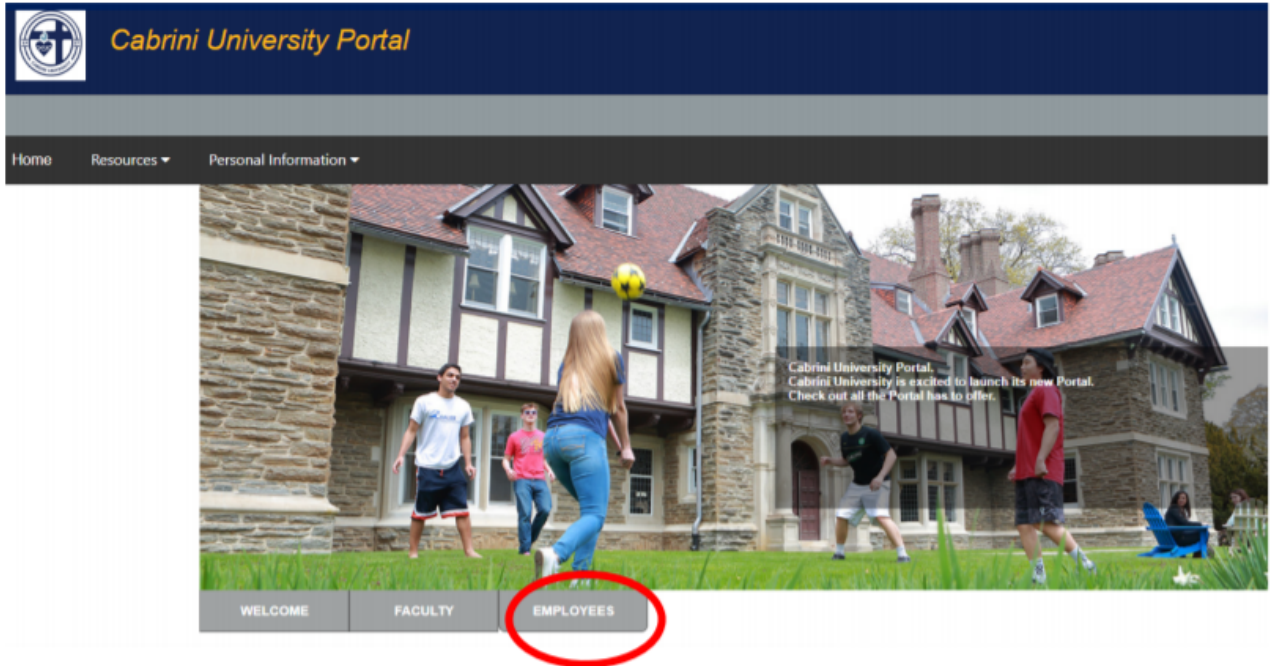 Cabrini University Portal
Home Resources Personal Information
Cabrini University Portal.
Cabrini University is excited to launch its new Portal.
Check out all the Portal has to offer.
WELCOME FACULTY EMPLOYEES